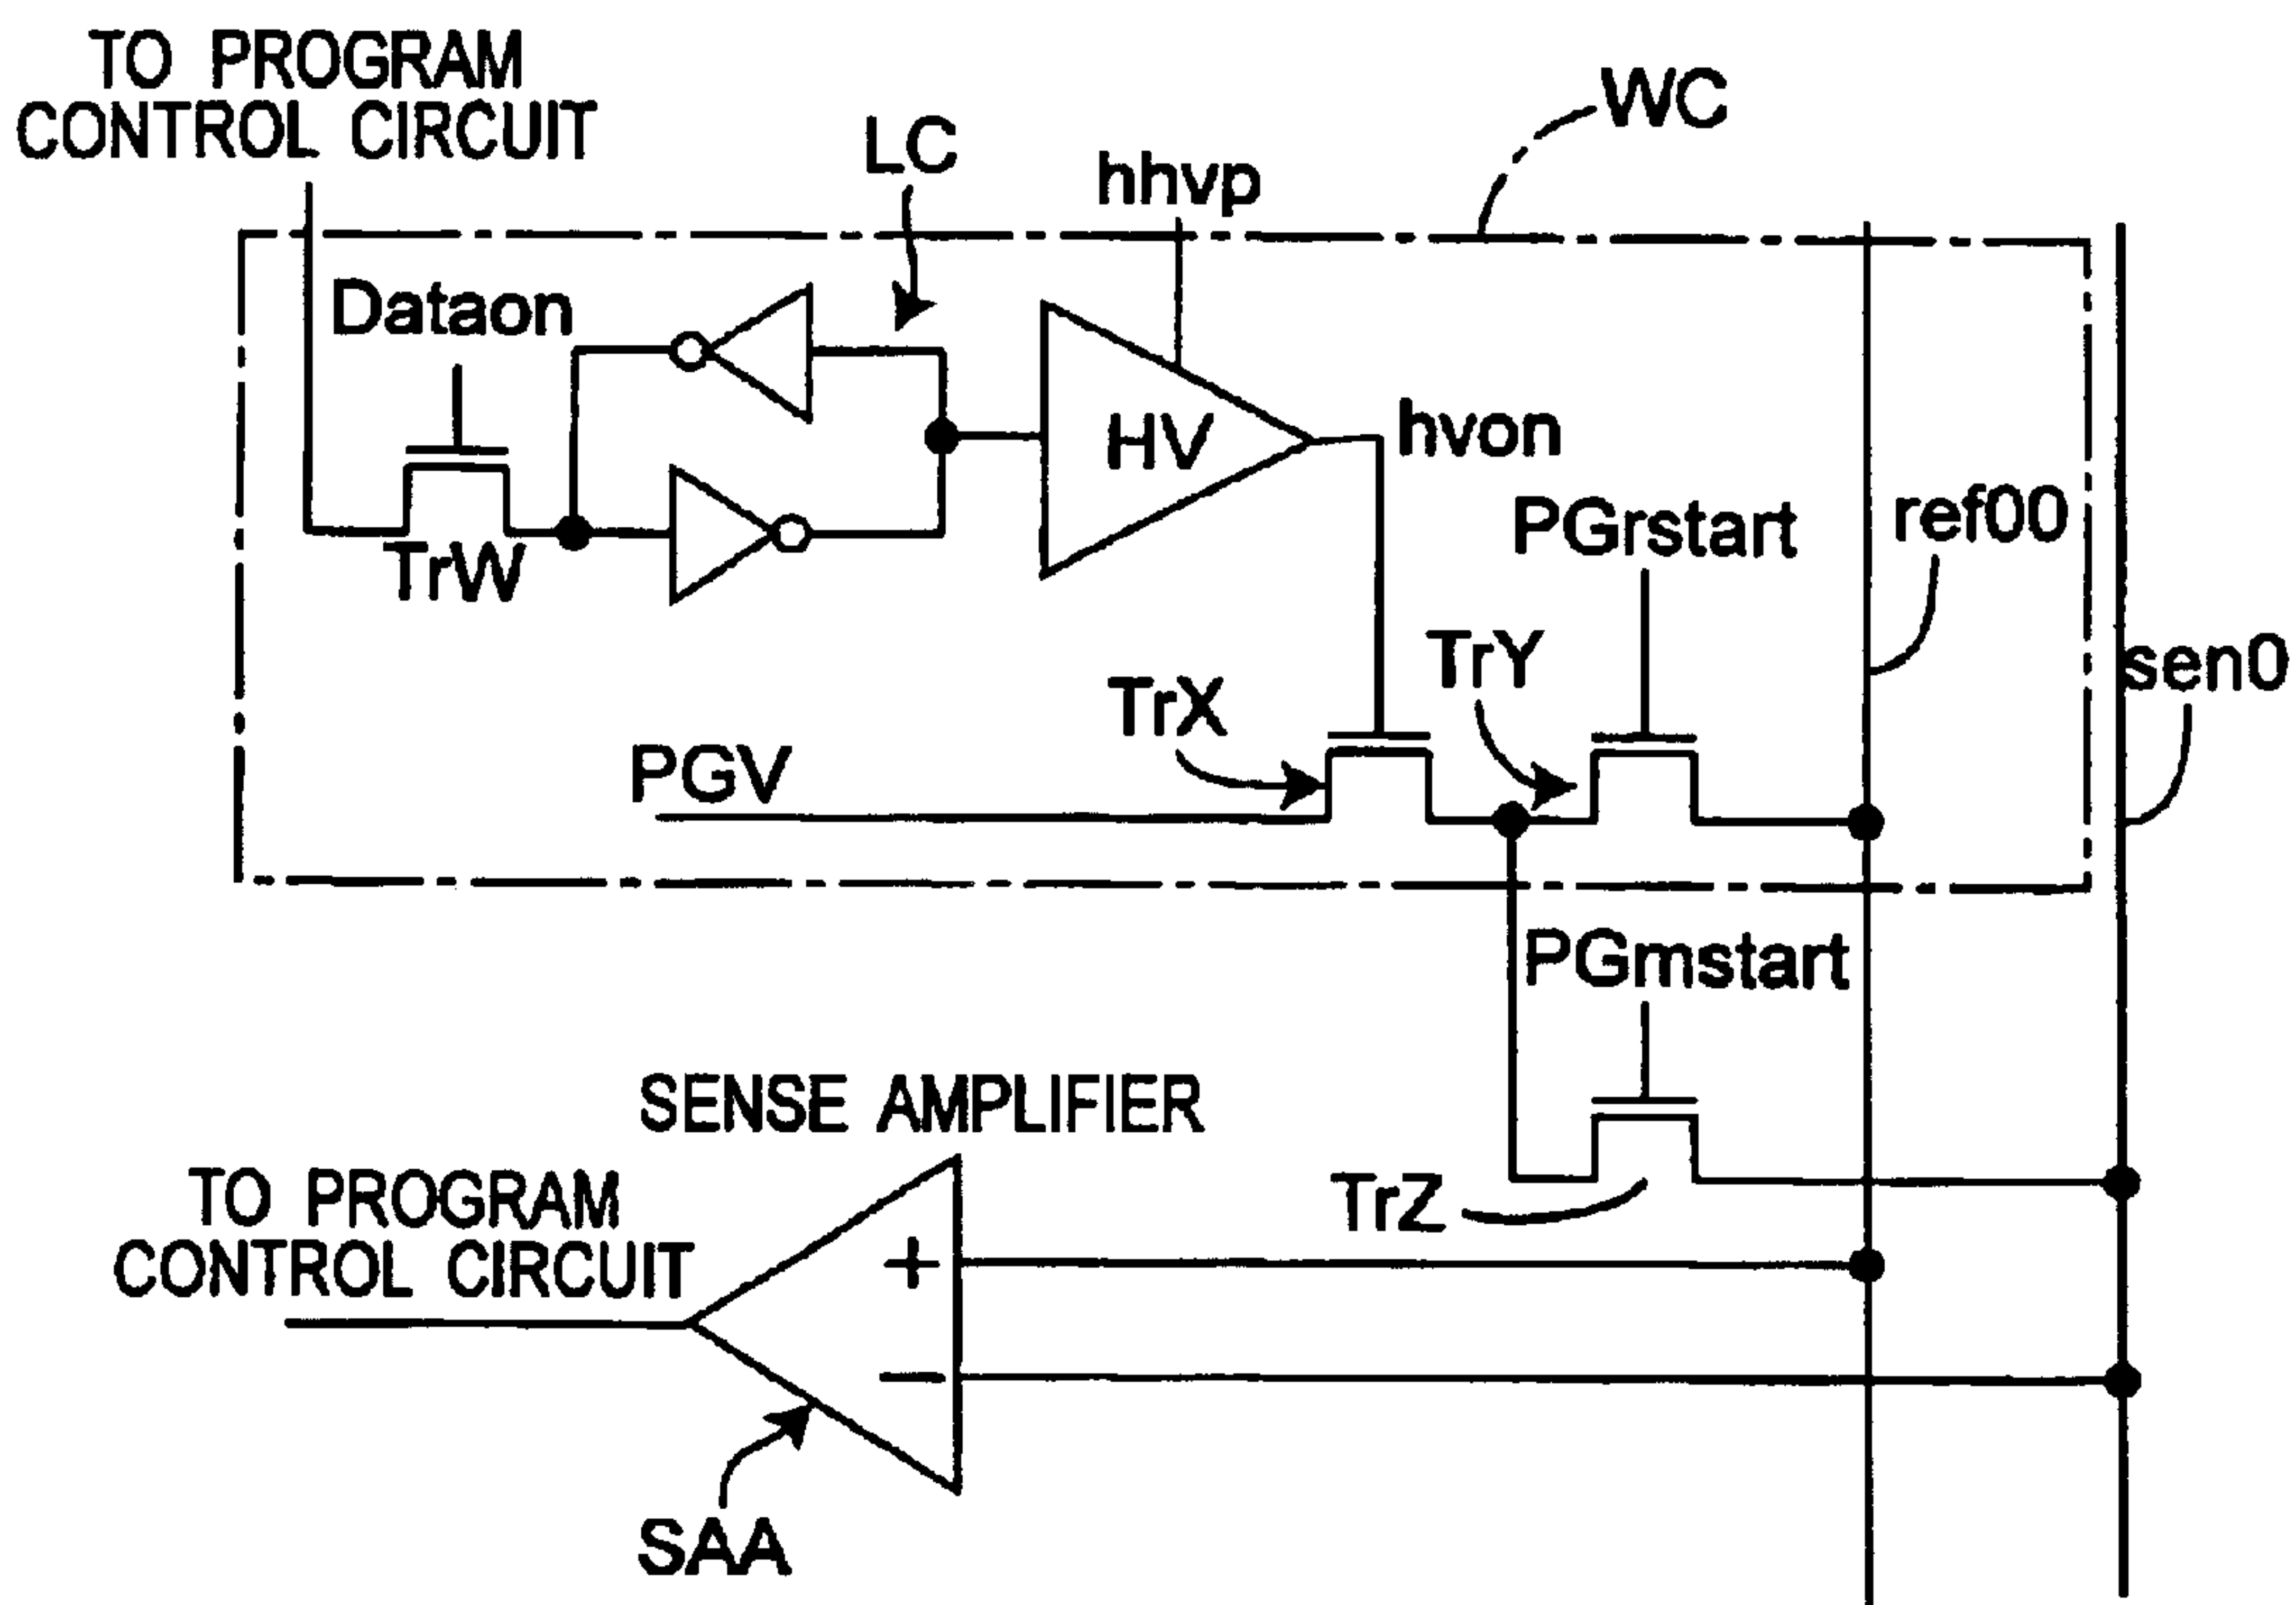 TO PROGRAM
CONTROL CIRCUIT
LC
hhvp
WC
Dataon
HV
hvon
PGrstart
ref00
TrW
TrX
TrY
sen0
PGV
PGmstart
SENSE AMPLIFIER
TO PROGRAM
CONTROL CIRCUIT
TrZ
+
−
SAA